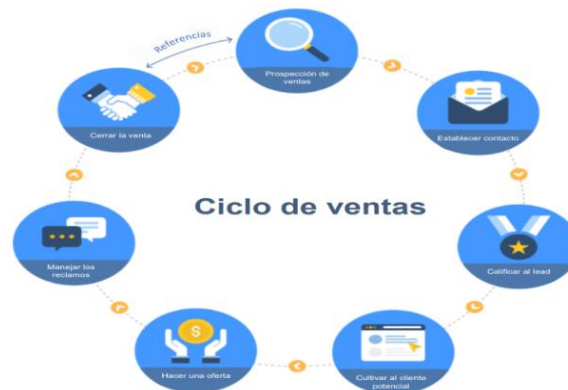 Ciclo de ventas
Referencias
Prospección de
ventas
Establecer contacto
Calificar al lead
Cultivar al cliente
potencial
Hacer una oferta
Manejar los
reclamos
Cerrar la venta
$